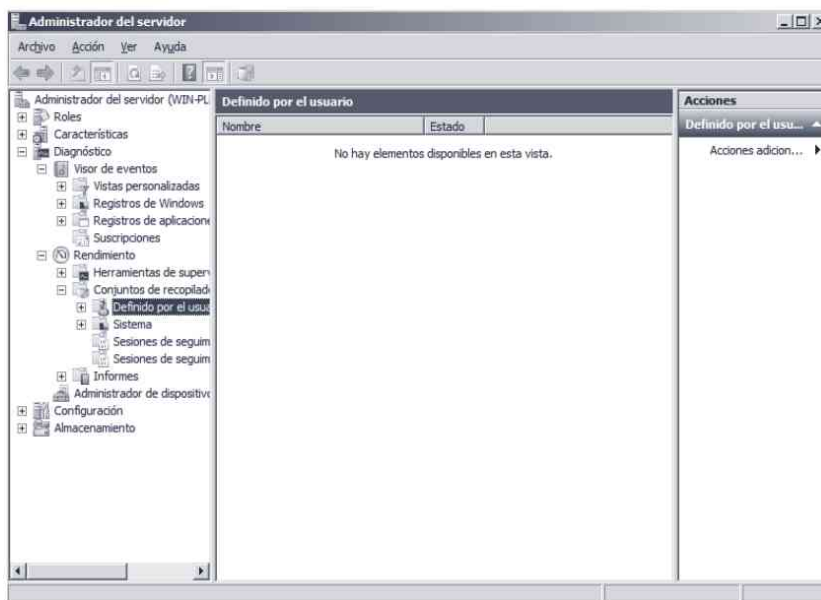 Administrador del servidor
Archivo Acción Ver Ayuda
Administrador del servidor (WIN-PL
Roles
Características
Diagnóstico
Visor de eventos
Vistas personalizadas
Registros de Windows
Registros de aplicacione
Suscripciones
Rendimiento
Herramientas de superv
Conjuntos de recopilad
Definido por el usua
Sistema
Sesiones de seguim
Sesiones de seguim
Informes
Administrador de dispositivo
Configuración
Almacenamiento
Definido por el usuario
Nombre Estado
No hay elementos disponibles en esta vista.
Acciones
Definido por el usu...
Acciones adicion...